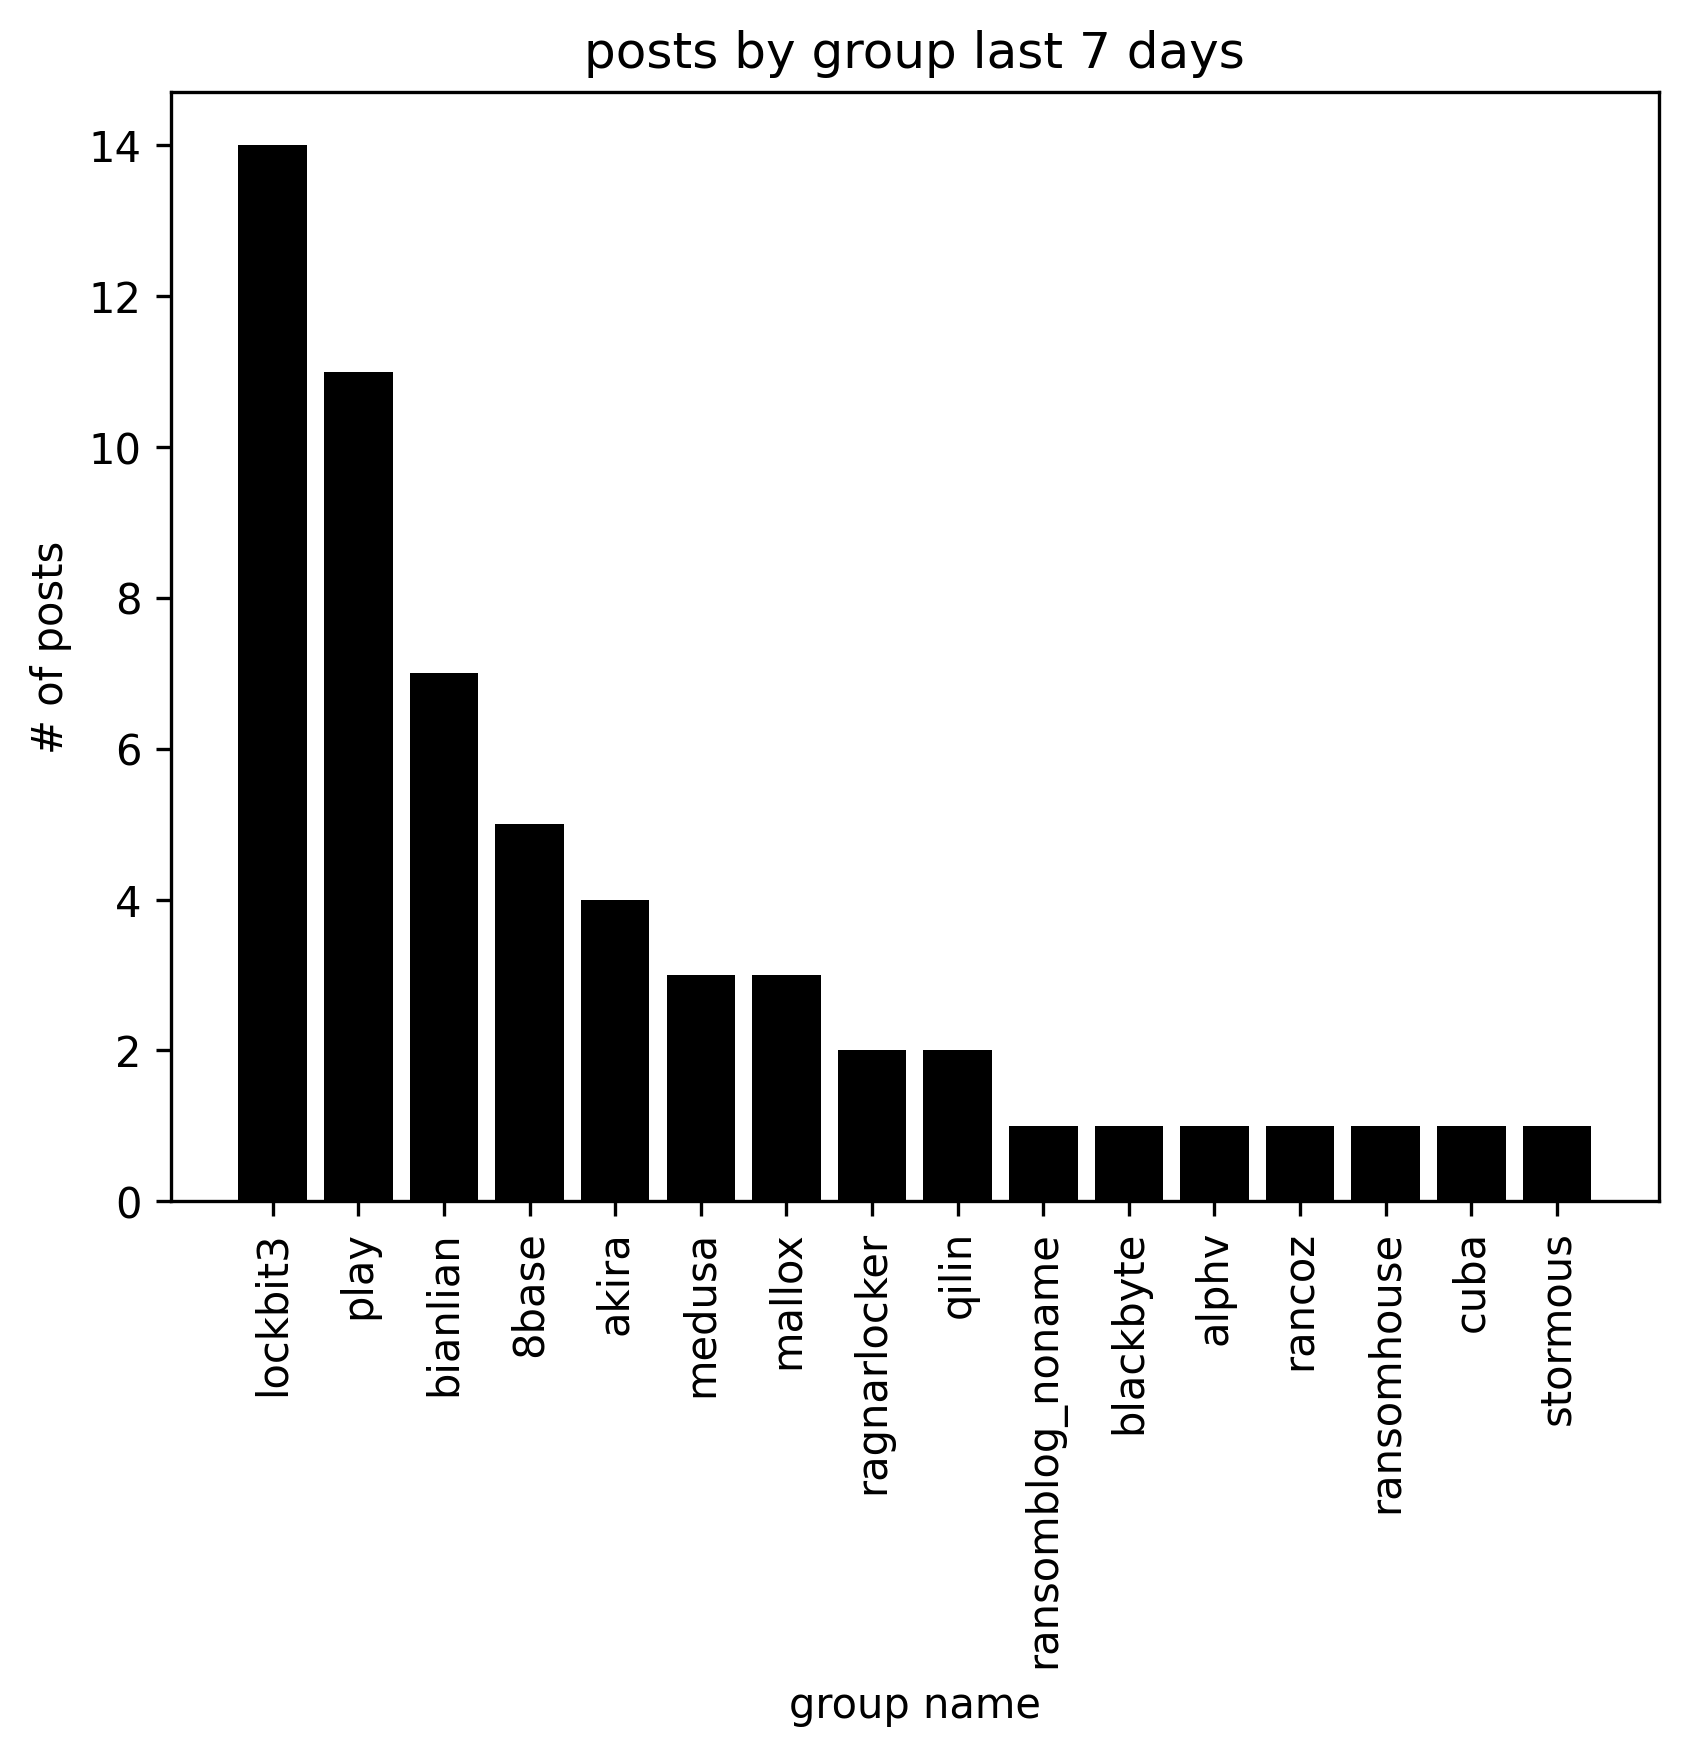 posts by group last 7 days
# of posts
14
12
10
8
6
4
2
0
lockbit3
play
bianlian
8base
akira
medusa
mallox
ragnarlocker
qilin
ransomblog_noname
blackbyte
alphv
rancoz
ransomhouse
cuba
stormous
group name